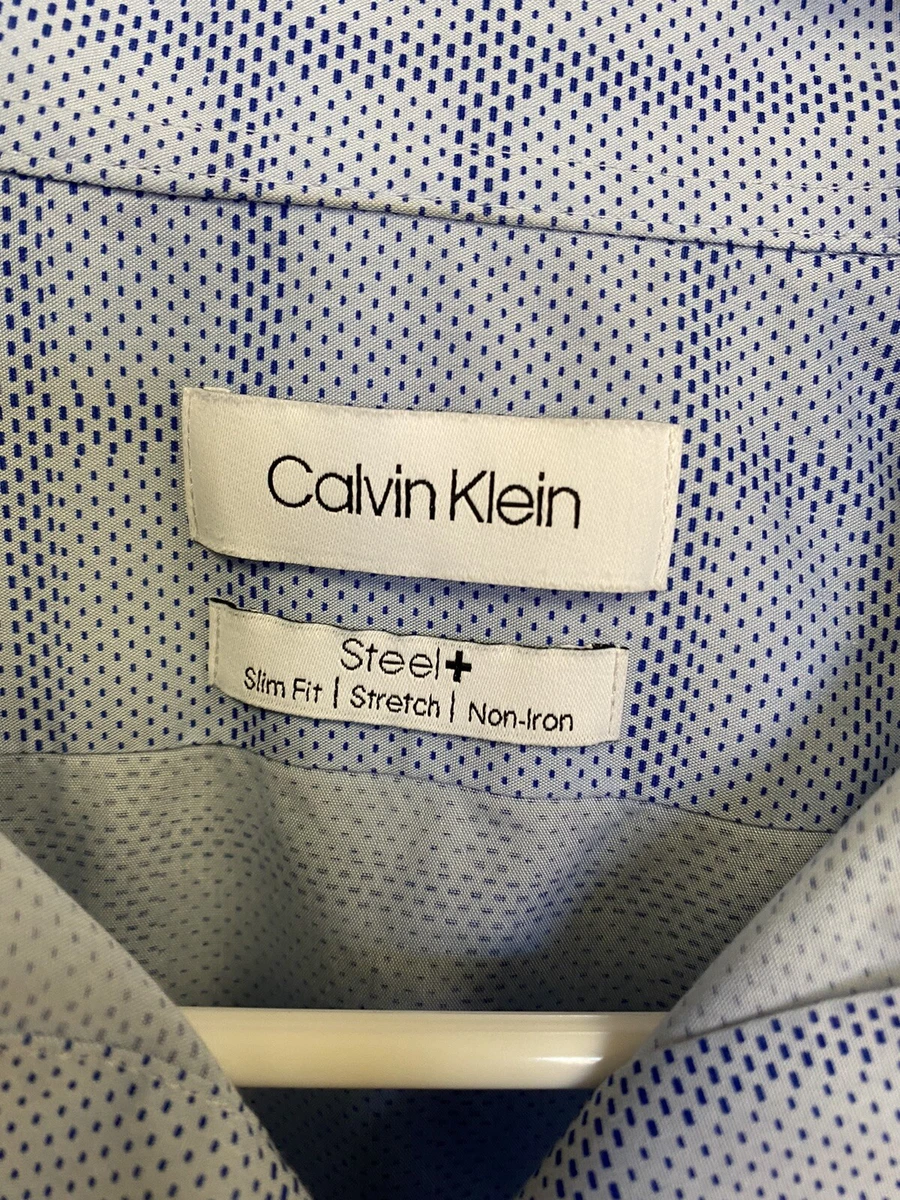 Calvin Klein
Steel+
Slim Fit | Stretch | Non-Iron